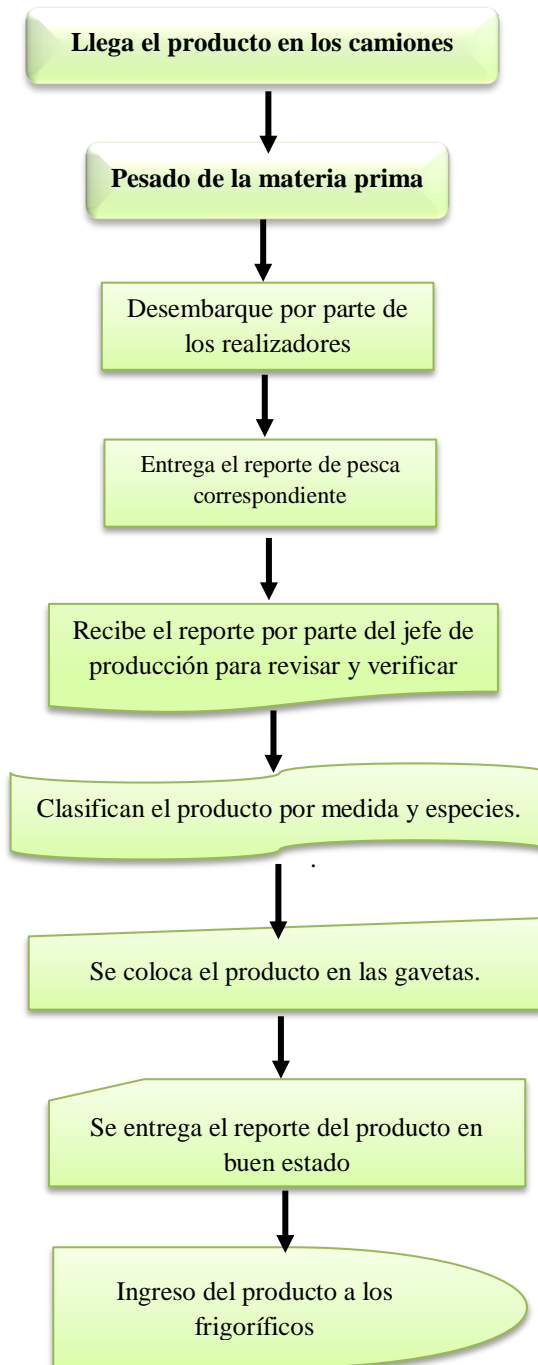 Llega el producto en los camiones
Pesado de la materia prima
Desembarque por parte de
los realizadores
Entrega el reporte de pesca
correspondiente
Recibe el reporte por parte del jefe de
producción para revisar y verificar
Clasifican el producto por medida y especies.
.
Se coloca el producto en las gavetas.
Se entrega el reporte del producto en
buen estado
Ingreso del producto a los
frigoríficos